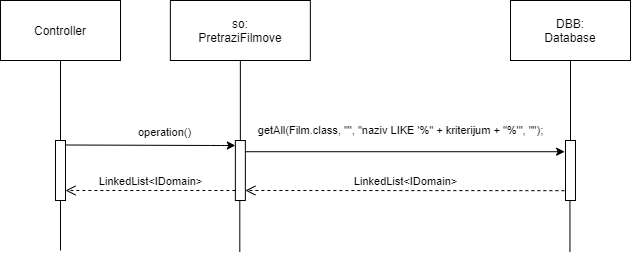 Controller
so:
PretraziFilmove
DBB:
Database
operation()
getAll(Film.class, "", "naziv LIKE '%" + kriterijum + "%'", "");
LinkedList<IDomain>
LinkedList<IDomain>